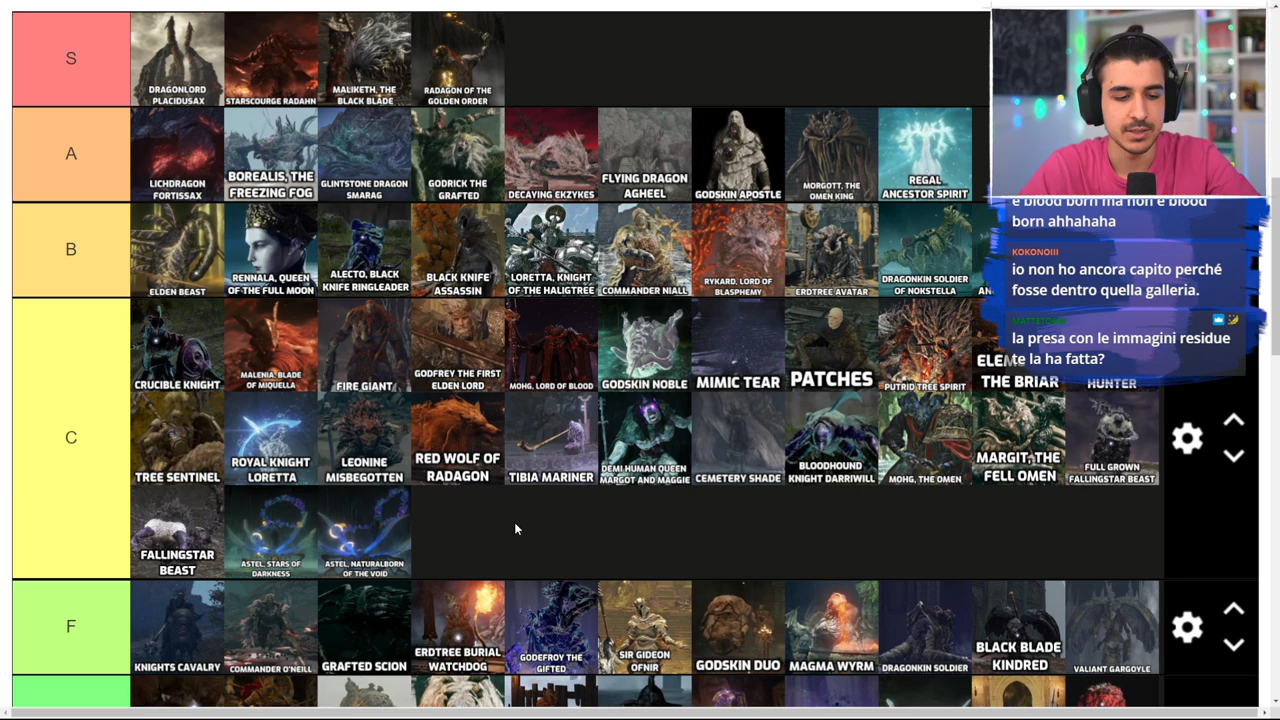 S
DRAGONLORD
PLACIDUSAX
STARSCOURGE RADAHN
MALIKETH, THE
BLACK BLADE
RADAGON OF THE
GOLDEN ORDER
A
LICHDRAGON
FORTISSAX
BOREALIS, THE
FREEZING FOG
GLINTSTONE DRAGON
SMARAG
GODRICK THE
GRAFTED
DECAYING EKZYKES
FLYING DRAGON
AGHEEL
GODSKIN APOSTLE
MORGOTT, THE
OMEN KING
REGAL
ANCESTOR SPIRIT
B
ELDEN BEAST
RENNALA, QUEEN
OF THE FULL MOON
ALECTO, BLACK
KNIFE RINGLEADER
BLACK KNIFE
ASSASSIN
LORETTA, KNIGHT
OF THE HALIGTREE
COMMANDER NIALL
RYKARD, LORD OF
BLASPHEMY
ERDTREE AVATAR
DRAGONKIN SOLDIER
OF NOKSTELLA
C
CRUCIBLE KNIGHT
MALENIA, BLADE
OF MIQUELLA
FIRE GIANT
GODFREY THE FIRST
ELDEN LORD
MOHG, LORD OF BLOOD
GODSKIN NOBLE
MIMIC TEAR
PATCHES
PUTRID TREE SPIRIT
THE BRIAR
HUNTER
TREE SENTINEL
ROYAL KNIGHT
LORETTA
LEONINE
MISBEGOTTEN
RED WOLF OF
RADAGON
TIBIA MARINER
DEMI HUMAN QUEEN
MARGOT AND MAGGIE
CEMETERY SHADE
BLOODHOUND
KNIGHT DARRIWILL
MOHG, THE OMEN
MARGIT, THE
FELL OMEN
FULL GROWN
FALLINGSTAR BEAST
FALLINGSTAR
BEAST
ASTEL, STARS OF
DARKNESS
ASTEL, NATURALBORN
OF THE VOID
F
KNIGHTS CAVALRY
COMMANDER O'NEILL
GRAFTED SCION
ERDTREE BURIAL
WATCHDOG
GODEFROY THE
GIFTED
SIR GIDEON
OFNIR
GODSKIN DUO
MAGMA WYRM
DRAGONKIN SOLDIER
BLACK BLADE
KINDRED
VALIANT GARGOYLE
è blood born ma non è blood
born ahhahaha
KOKONOIII
io non ho ancora capito perché
fosse dentro quella galleria.
la presa con le immagini residue
te la ha fatta?